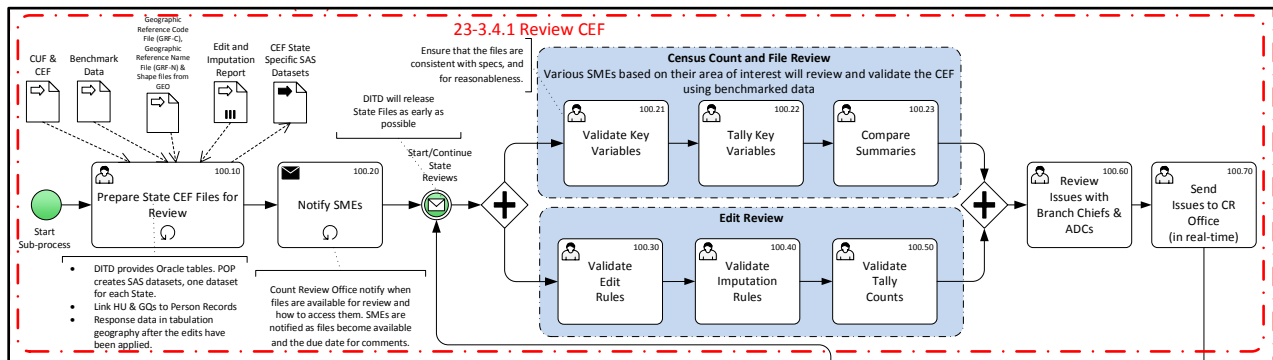 23-3.4.1 Review CEF
CUF &
CEF
Benchmark
Data
Geographic
Reference Code
File (GRF-C),
Geographic
Reference Name
File (GRF-N) &
Shape files from
GEO
Edit and
Imputation
Report
CEF State
Specific SAS
Datasets
DITD will release
State Files as early as
possible
Ensure that the files are
consistent with specs, and
for reasonableness.
Census Count and File Review
Various SMEs based on their area of interest will review and validate the CEF
using benchmarked data
100.21
Validate Key
Variables
100.22
Tally Key
Variables
100.23
Compare
Summaries
Start
Sub-process
100.10
Prepare State CEF Files for
Review
100.20
Notify SMEs
Start/Continue
State
Reviews
100.60
Review
Issues with
Branch Chiefs &
ADCs
100.70
Send
Issues to CR
Office
(in real-time)
Edit Review
100.30
Validate
Edit
Rules
100.40
Validate
Imputation
Rules
100.50
Validate
Tally
Counts
• DITD provides Oracle tables. POP
creates SAS datasets, one
dataset for each State.
• Link HU & GQs to Person Records
• Response data in tabulation
geography after the edits have
been applied.
Count Review Office notify when
files are available for review and
how to access them. SMEs are
notified as files become available
and the due date for comments.